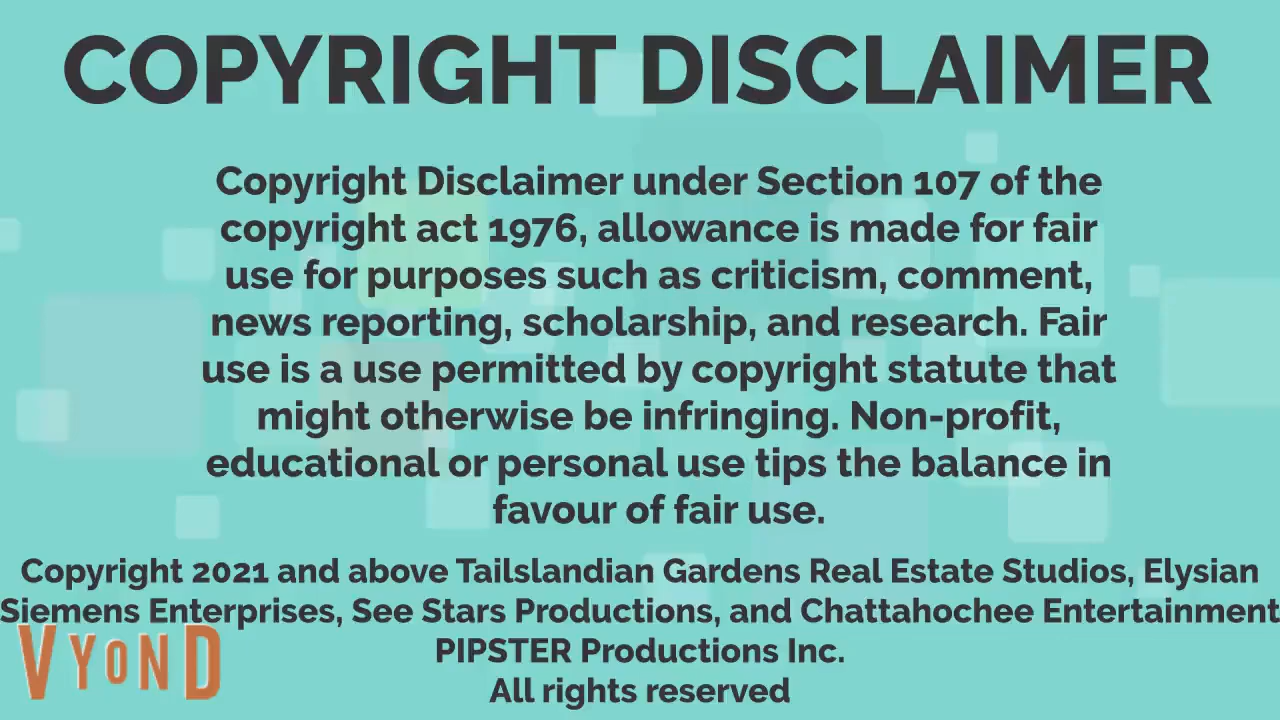 COPYRIGHT DISCLAIMER
Copyright Disclaimer under Section 107 of the
copyright act 1976, allowance is made for fair
use for purposes such as criticism, comment,
news reporting, scholarship, and research. Fair
use is a use permitted by copyright statute that
might otherwise be infringing. Non-profit,
educational or personal use tips the balance in
favour of fair use.
Copyright 2021 and above Tailslandian Gardens Real Estate Studios, Elysian
Siemens Enterprises, See Stars Productions, and Chattahochee Entertainment
PIPSTER Productions Inc.
All rights reserved
VYOND